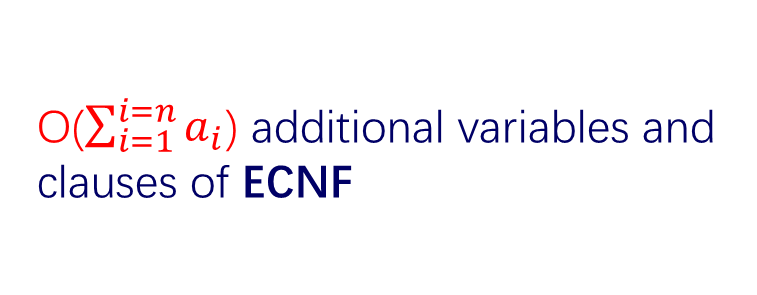 O(∑_{i=1}^{i=n} a_i) additional variables and
clauses of ECNF